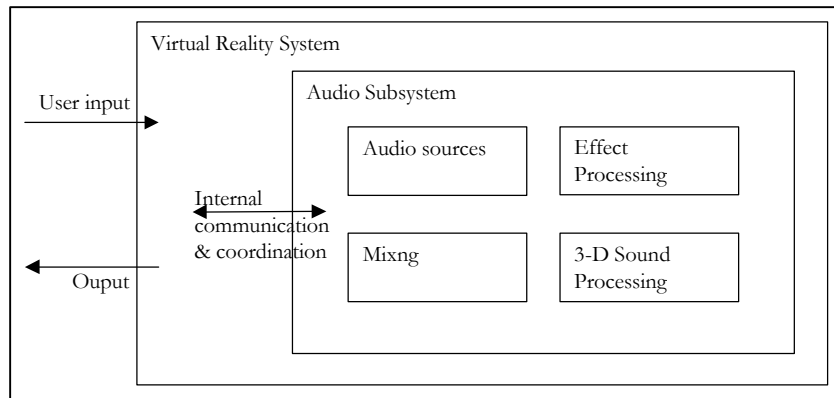 Virtual Reality System
User input
Audio Subsystem
Audio sources
Effect
Processing
Internal
communication
& coordination
Mixng
3-D Sound
Processing
Ouput